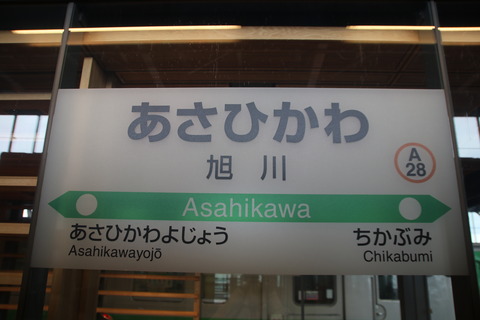 あさひかわ
旭川
A
28
Asahikawa
あさひかわよじょう
Asahikawayojō
ちかぶみ
Chikabumi